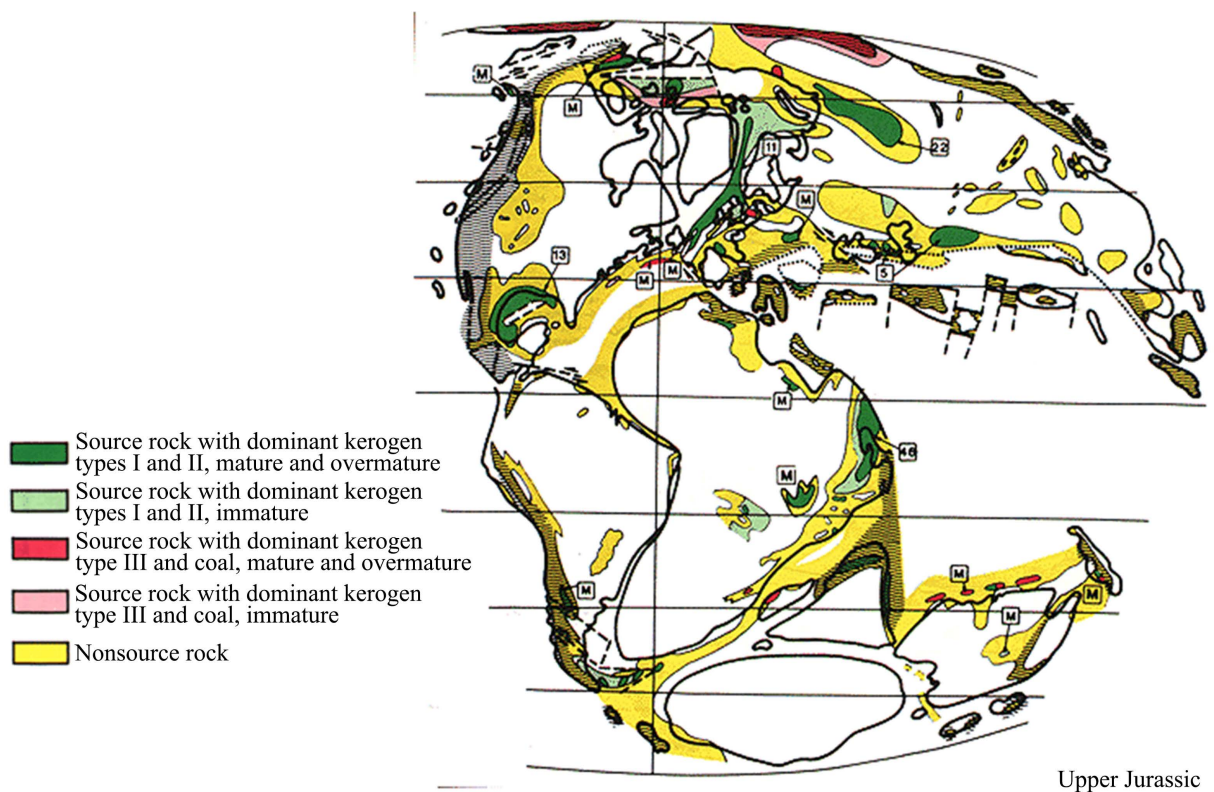 M
M
11
22
M
13
M
M
5
M
46
M
M
M
M
M
Source rock with dominant kerogen
types I and II, mature and overmature
Source rock with dominant kerogen
types I and II, immature
Source rock with dominant kerogen
type III and coal, mature and overmature
Source rock with dominant kerogen
type III and coal, immature
Nonsource rock
Upper Jurassic